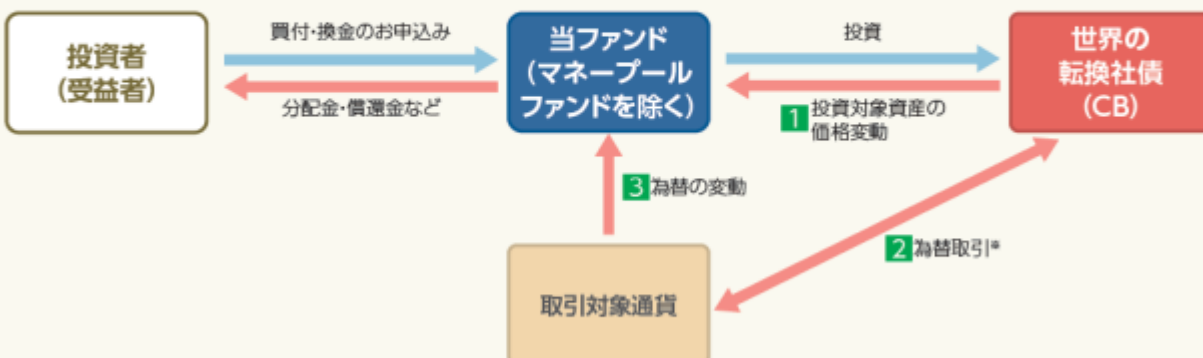 買付・換金のお申込み
投資者
(受益者)
分配金・償還金など
当ファンド
(マネープール
ファンドを除く)
投資
1 投資対象資産の
価格変動
世界の
転換社債
(CB)
3 為替の変動
2 為替取引※
取引対象通貨